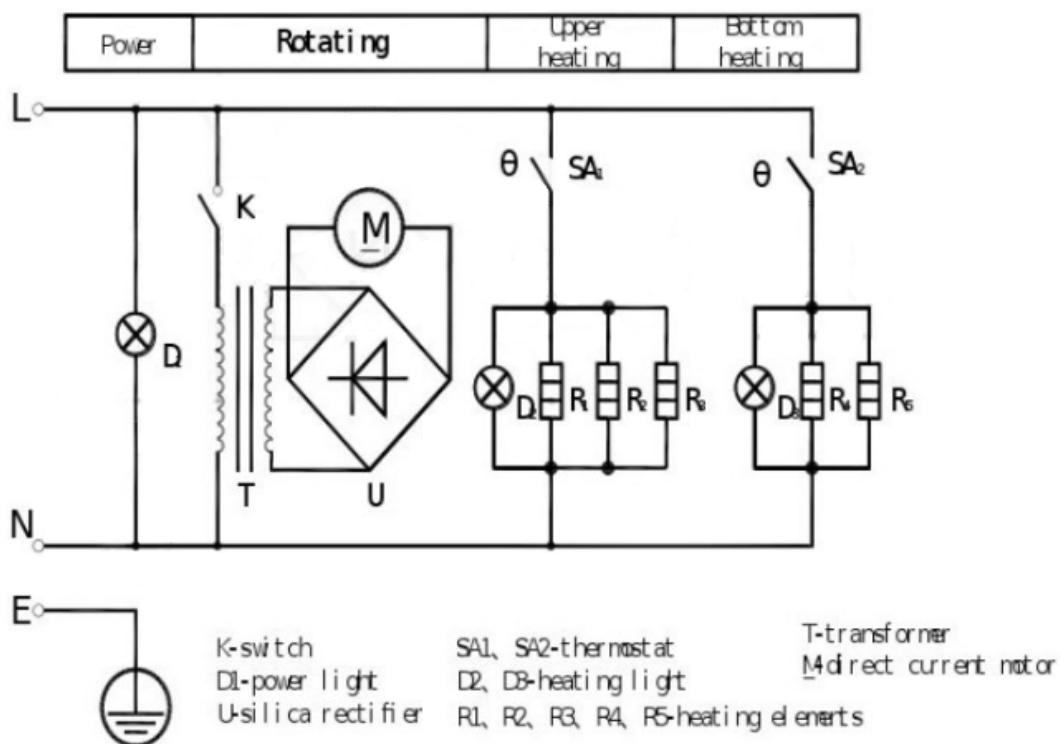 Power Rotating Upper heating Bottom heating
L
θ SA1
θ SA2
K
M
D1
D2 R1 R2 R3
D3 R4 R5
T U
N
E
K-switch SA1、SA2-thermostat T-transformer
D1-power light D2、D3-heating light M-direct current motor
U-silica rectifier R1、R2、R3、R4、R5-heating elements